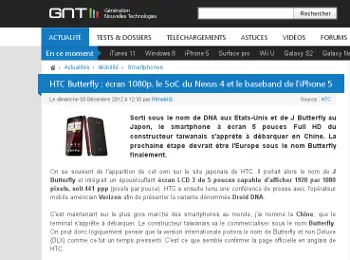 GNT
Génération
Nouvelles Technologies
Rechercher
ACTUALITÉ TESTS & DOSSIERS TÉLÉCHARGEMENTS ASTUCES VIDÉOS FORUMS
En ce moment iTunes 11 Windows 8 iPhone 5 Surface pro Wii U Galaxy S2 Galaxy N
» Actualités » Mobilité » Smartphones
HTC Butterfly : écran 1080p, le SoC du Nexus 4 et le baseband de l'iPhone 5
Le dimanche 09 Décembre 2012 à 12:30 par Rénald B. Source : HTC
Sorti sous le nom de DNA aux Etats-Unis et de J Butterfly au
Japon, le smartphone à écran 5 pouces Full HD du
constructeur taïwanais s'apprête à débarquer en Chine. La
prochaine étape devrait être l'Europe sous le nom Butterfly
finalement.
On se souvient de l'apparition de cet ovni sur le site japonais de HTC. Il portait alors le nom de J
Butterfly et intégrait un époustouflant écran LCD 3 de 5 pouces capable d'afficher 1920 par 1080
pixels, soit 441 ppp (pixels par pouce). HTC a ensuite tenu une conférence de presse avec l'opérateur
mobile américain Verizon afin de présenter la variante dénommée Droid DNA.
C'est maintenant sur le plus gros marché des smartphones au monde, j'ai nommé la Chine, que le
terminal s'apprête à débarquer. Le constructeur taïwanais va le commercialiser sous le nom Butterfly.
On peut donc logiquement penser que la version internationale portera le nom de Butterfly et non Deluxe
(DLX) comme ce fut un temps pressenti. C'est ce que semble confirmer la page officielle en anglais de
HTC.